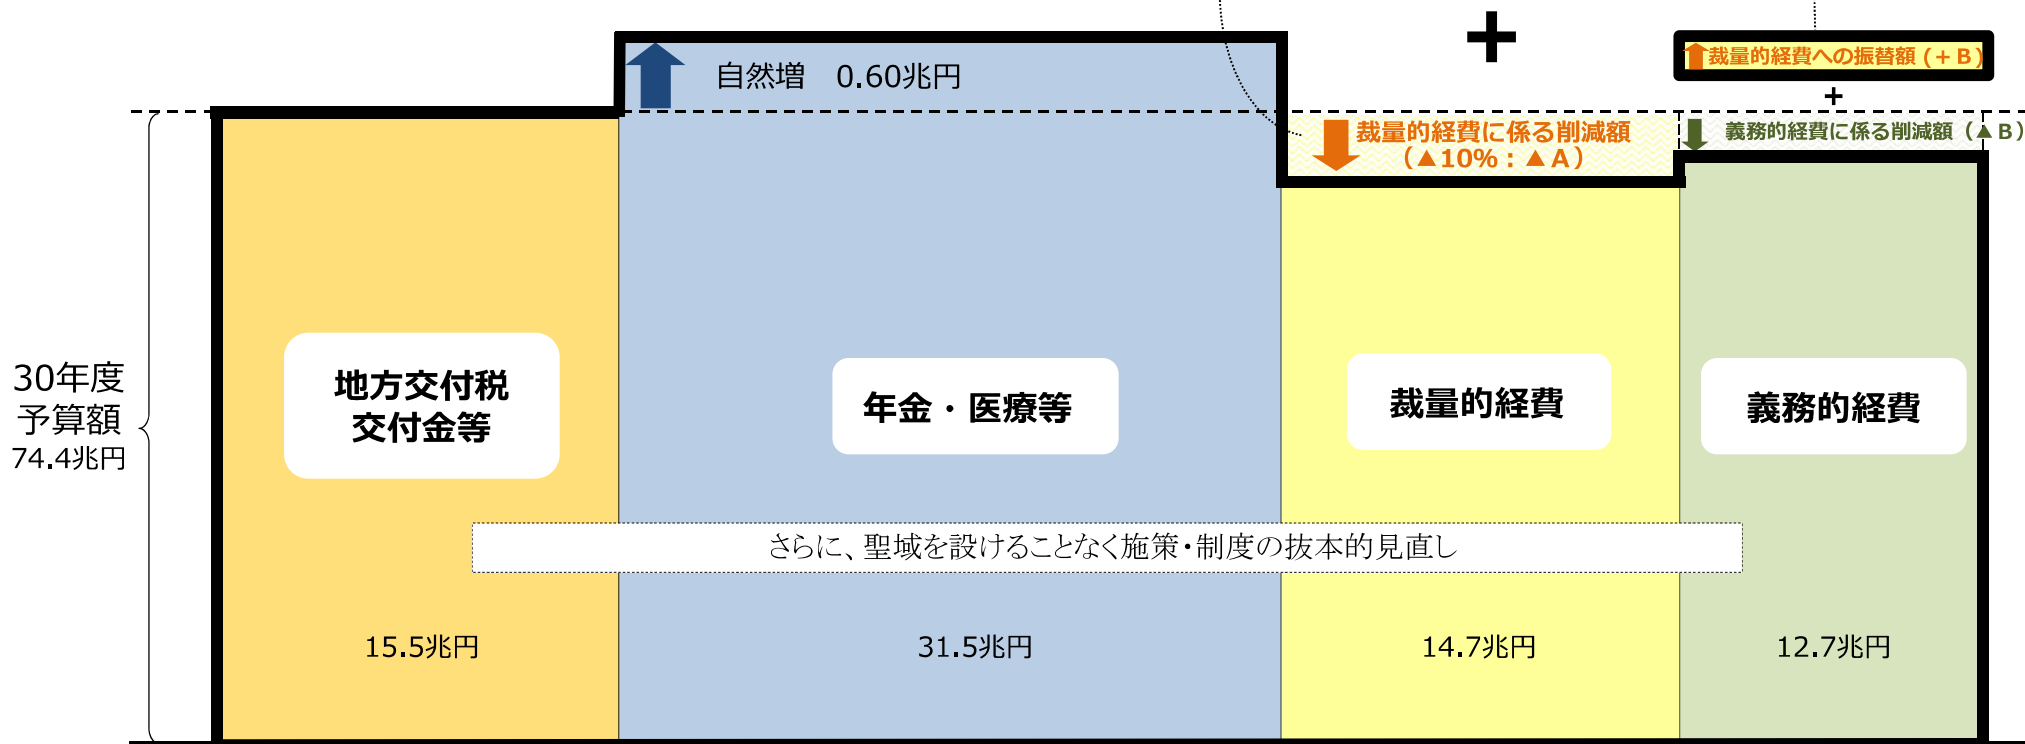 +
裁量的経費への振替額 (+B)
自然増　0.60兆円
+
裁量的経費に係る削減額
(▲10%:▲A)
義務的経費に係る削減額(▲B)
30年度
予算額
74.4兆円
地方交付税
交付金等
年金・医療等
裁量的経費
義務的経費
さらに、聖域を設けることなく施策・制度の抜本的見直し
15.5兆円
31.5兆円
14.7兆円
12.7兆円